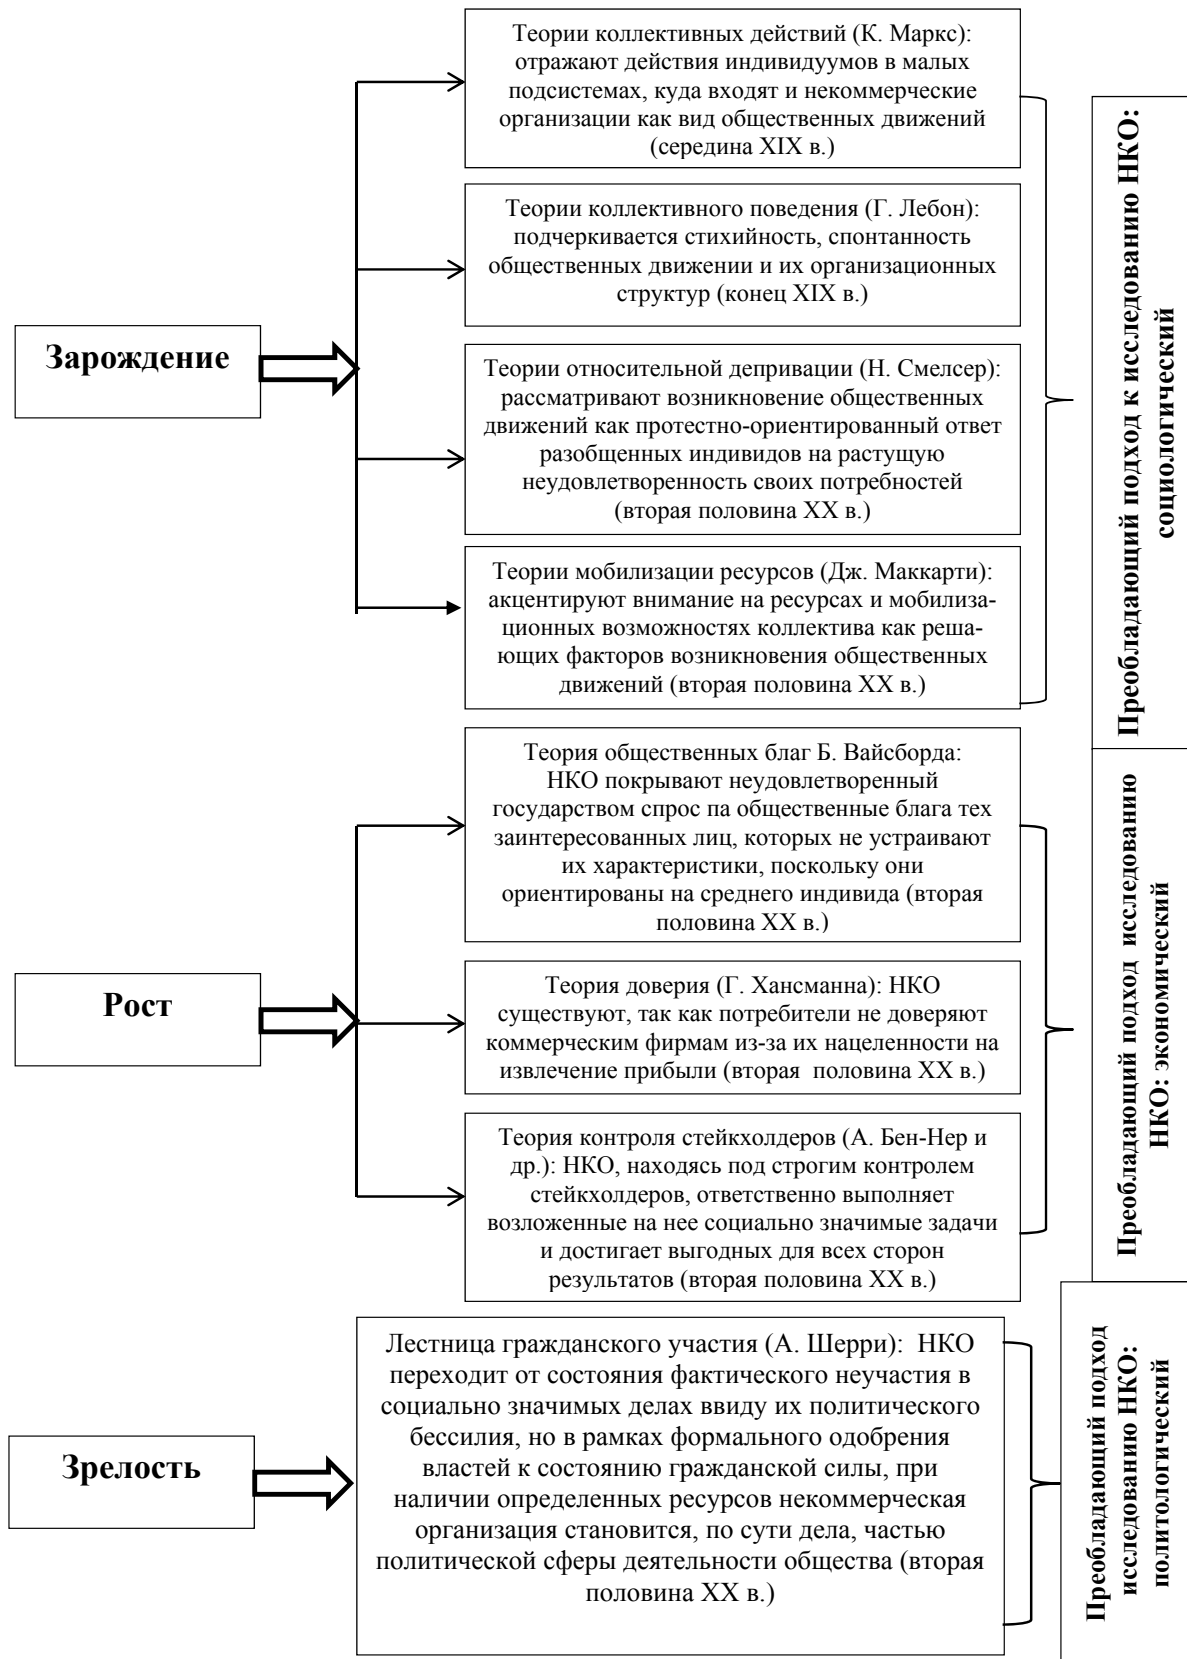 Зарождение
Теории коллективных действий (К. Маркс):
отражают действия индивидуумов в малых
подсистемах, куда входят и некоммерческие
организации как вид общественных движений
(середина XIX в.)
Теории коллективного поведения (Г. Лебон):
подчеркивается стихийность, спонтанность
общественных движении и их организационных
структур (конец XIX в.)
Теории относительной депривации (Н. Смелсер):
рассматривают возникновение общественных
движений как протестно-ориентированный ответ
разобщенных индивидов на растущую
неудовлетворенность своих потребностей
(вторая половина XX в.)
Теории мобилизации ресурсов (Дж. Маккарти):
акцентируют внимание на ресурсах и мобилиза-
ционных возможностях коллектива как реша-
ющих факторов возникновения общественных
движений (вторая половина XX в.)
Преобладающий подход к исследованию НКО:
социологический
Рост
Теория общественных благ Б. Вайсборда:
НКО покрывают неудовлетворенный
государством спрос па общественные блага тех
заинтересованных лиц, которых не устраивают
их характеристики, поскольку они
ориентированы на среднего индивида (вторая
половина XX в.)
Теория доверия (Г. Хансманна): НКО
существуют, так как потребители не доверяют
коммерческим фирмам из-за их нацеленности на
извлечение прибыли (вторая половина XX в.)
Теория контроля стейкхолдеров (А. Бен-Нер и
др.): НКО, находясь под строгим контролем
стейкхолдеров, ответственно выполняет
возложенные на нее социально значимые задачи
и достигает выгодных для всех сторон
результатов (вторая половина XX в.)
Преобладающий подход исследованию
НКО: экономический
Зрелость
Лестница гражданского участия (А. Шерри): НКО
переходит от состояния фактического неучастия в
социально значимых делах ввиду их политического
бессилия, но в рамках формального одобрения
властей к состоянию гражданской силы, при
наличии определенных ресурсов некоммерческая
организация становится, по сути дела, частью
политической сферы деятельности общества (вторая
половина XX в.)
Преобладающий подход
исследованию НКО:
политологический